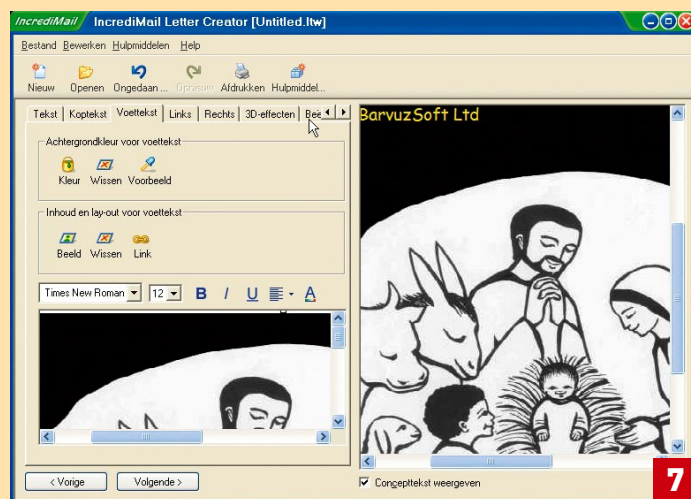 IncrediMail
IncrediMail Letter Creator [Untitled.ltw]
Bestand Bewerken Hulpmiddelen Help
Nieuw Openen Ongedaan ... Opnieuw Afdrukken Hulpmiddel...
Tekst Koptekst Voettekst Links Rechts 3D-effecten
Achtergrondkleur voor voettekst
Kleur Wissen Voorbeeld
Inhoud en lay-out voor voettekst
Beeld Wissen Link
Times New Roman 12 B I U A
< Vorige Volgende >
BarvuzSoft Ltd
Concepttekst weergeven
7